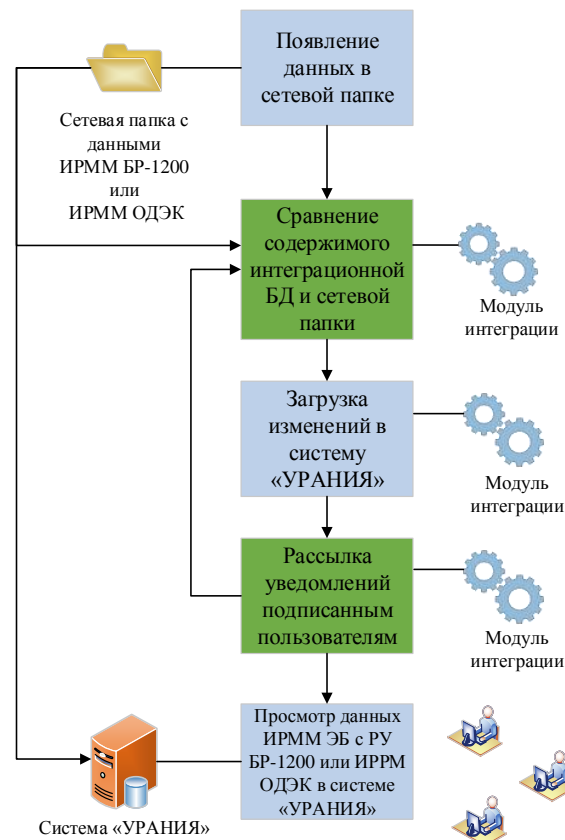 Появление
данных в
сетевой папке
Сетевая папка с
данными
ИРММ БР-1200
или
ИРММ ОДЭК
Сравнение
содержимого
интеграционной
БД и сетевой
папки
Модуль
интеграции
Загрузка
изменений в
систему
«УРАНИЯ»
Модуль
интеграции
Рассылка
уведомлений
подписанным
пользователям
Модуль
интеграции
Просмотр данных
ИРММ ЭБ с РУ
БР-1200 или ИРРМ
ОДЭК в системе
«УРАНИЯ»
Система «УРАНИЯ»